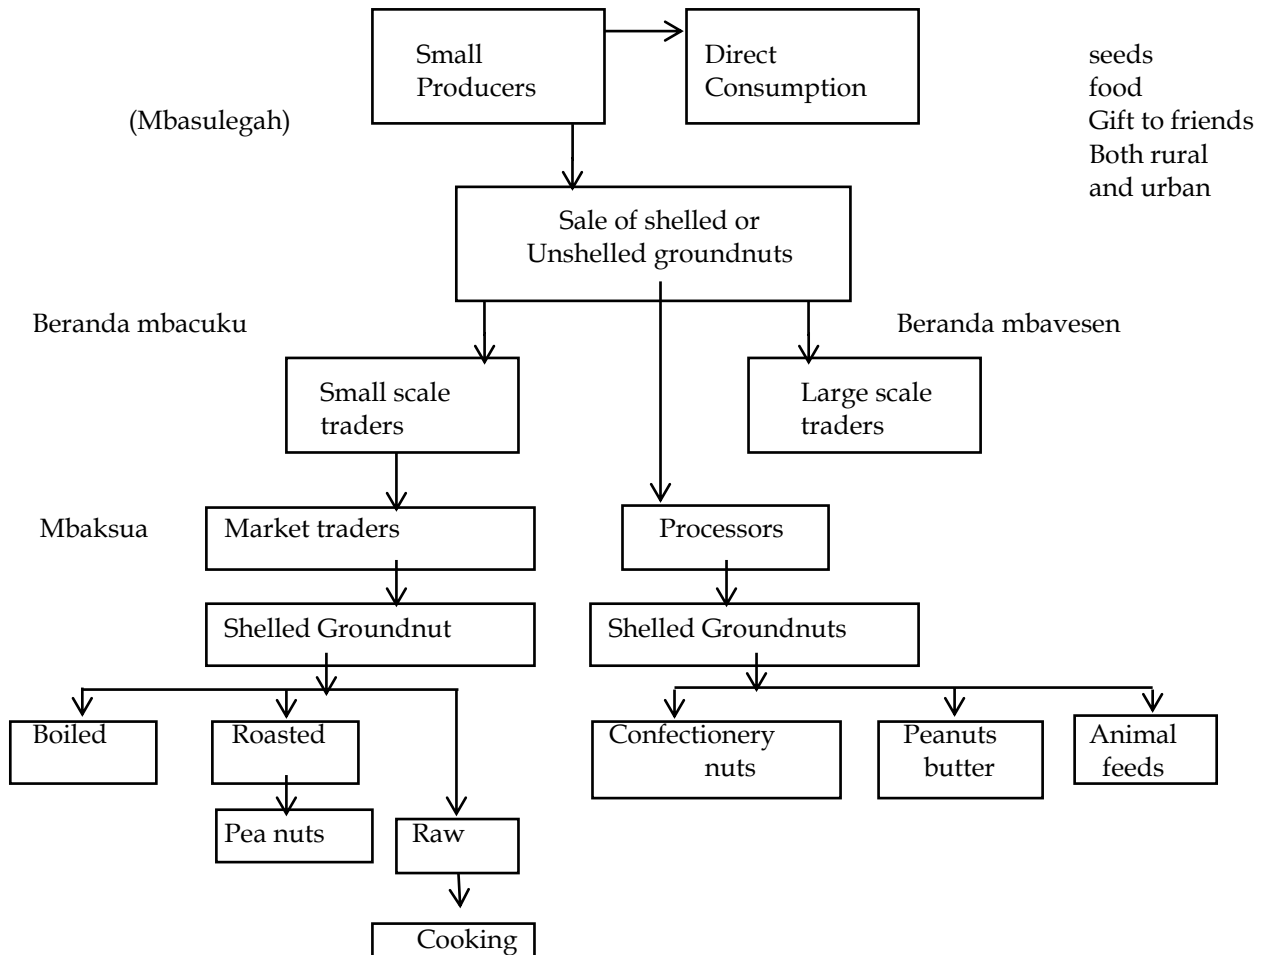 Small
Producers
Direct
Consumption
seeds
food
Gift to friends
Both rural
and urban
(Mbasulegah)
Sale of shelled or
Unshelled groundnuts
Beranda mbacuku
Beranda mbavesen
Small scale
traders
Large scale
traders
Mbaksua
Market traders
Processors
Shelled Groundnut
Shelled Groundnuts
Boiled
Roasted
Confectionery
nuts
Peanuts
butter
Animal
feeds
Pea nuts
Raw
Cooking